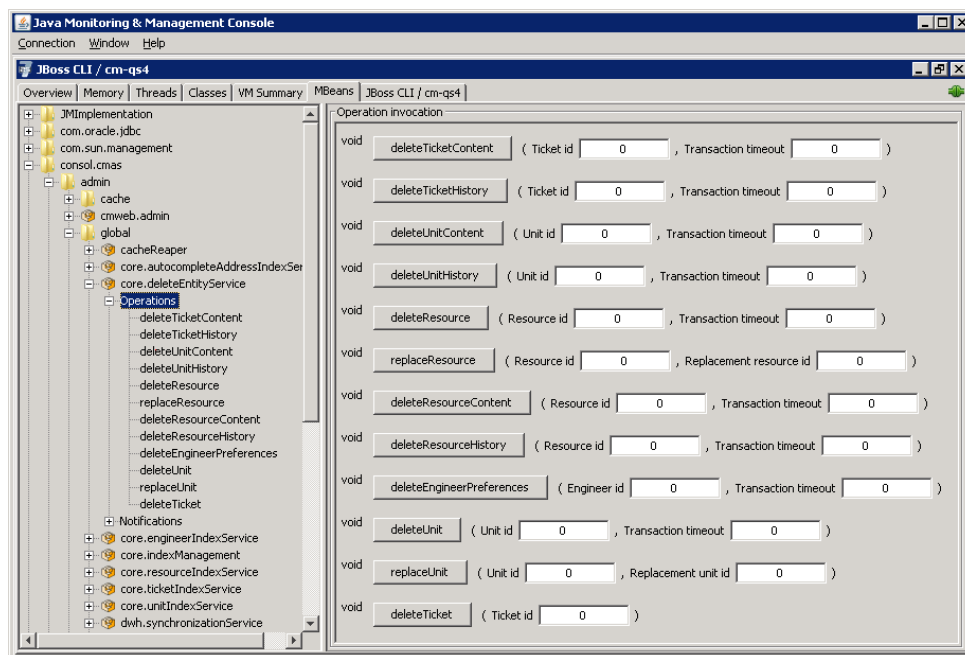 Java Monitoring & Management Console
Connection Window Help
JBoss CLI / cm-qs4
Overview Memory Threads Classes VM Summary MBeans JBoss CLI / cm-qs4
JMImplementation
com.oracle.jdbc
com.sun.management
consol.cmas
admin
cache
cmweb.admin
global
cacheReaper
core.autocompleteAddressIndexSer
core.deleteEntityService
Operations
deleteTicketContent
deleteTicketHistory
deleteUnitContent
deleteUnitHistory
deleteResource
replaceResource
deleteResourceContent
deleteResourceHistory
deleteEngineerPreferences
deleteUnit
replaceUnit
deleteTicket
Notifications
core.engineerIndexService
core.indexManagement
core.resourceIndexService
core.ticketIndexService
core.unitIndexService
dwh.synchronizationService
Operation invocation
void deleteTicketContent ( Ticket id 0 , Transaction timeout 0 )
void deleteTicketHistory ( Ticket id 0 , Transaction timeout 0 )
void deleteUnitContent ( Unit id 0 , Transaction timeout 0 )
void deleteUnitHistory ( Unit id 0 , Transaction timeout 0 )
void deleteResource ( Resource id 0 , Transaction timeout 0 )
void replaceResource ( Resource id 0 , Replacement resource id 0 )
void deleteResourceContent ( Resource id 0 , Transaction timeout 0 )
void deleteResourceHistory ( Resource id 0 , Transaction timeout 0 )
void deleteEngineerPreferences ( Engineer id 0 , Transaction timeout 0 )
void deleteUnit ( Unit id 0 , Transaction timeout 0 )
void replaceUnit ( Unit id 0 , Replacement unit id 0 )
void deleteTicket ( Ticket id 0 )